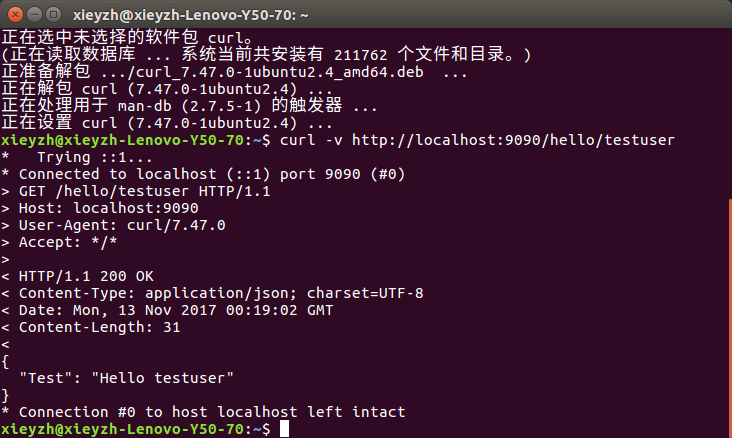 xieyzh@xieyzh-Lenovo-Y50-70: ~
正在选中未选择的软件包 curl。
(正在读取数据库 ... 系统当前共安装有 211762 个文件和目录。)
正准备解包 .../curl_7.47.0-1ubuntu2.4_amd64.deb  ...
正在解包 curl (7.47.0-1ubuntu2.4) ...
正在处理用于 man-db (2.7.5-1) 的触发器 ...
正在设置 curl (7.47.0-1ubuntu2.4) ...
xieyzh@xieyzh-Lenovo-Y50-70:~$ curl -v http://localhost:9090/hello/testuser
*   Trying ::1...
* Connected to localhost (::1) port 9090 (#0)
> GET /hello/testuser HTTP/1.1
> Host: localhost:9090
> User-Agent: curl/7.47.0
> Accept: */*
>
< HTTP/1.1 200 OK
< Content-Type: application/json; charset=UTF-8
< Date: Mon, 13 Nov 2017 00:19:02 GMT
< Content-Length: 31
<
{
  "Test": "Hello testuser"
}
* Connection #0 to host localhost left intact
xieyzh@xieyzh-Lenovo-Y50-70:~$